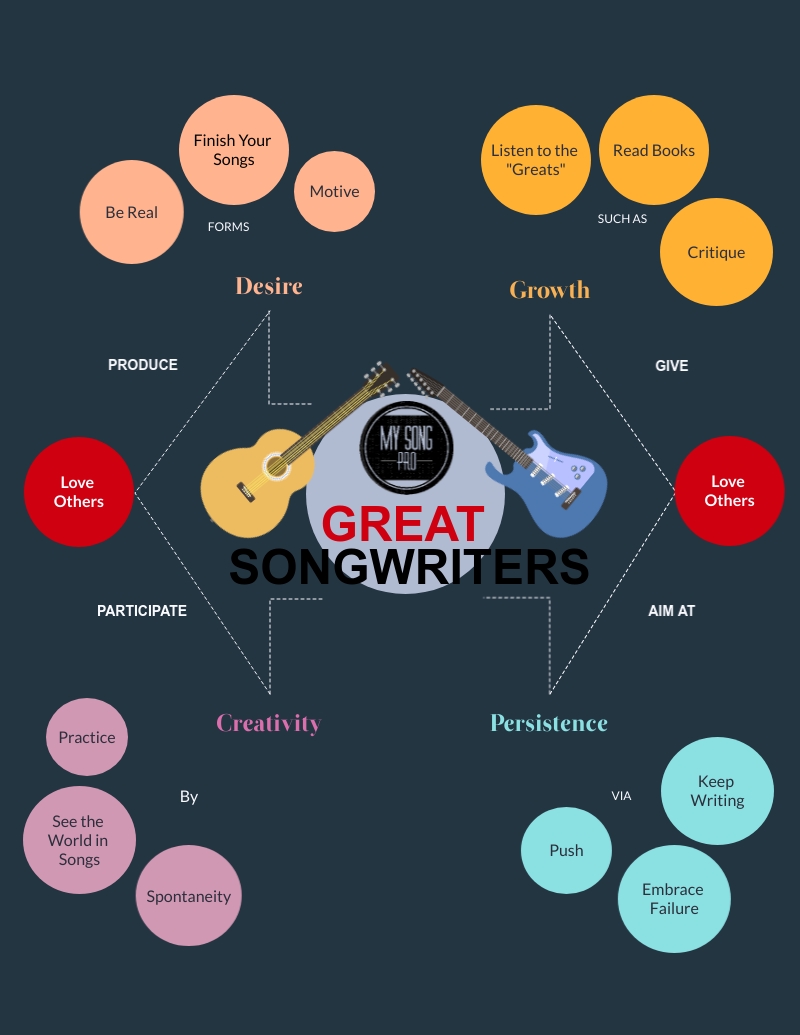 Finish Your
Songs
Be Real
Motive
FORMS
Desire
Listen to the
"Greats"
Read Books
Critique
SUCH AS
Growth
PRODUCE
GIVE
MY SONG
PRO
Love
Others
GREAT
SONGWRITERS
Love
Others
PARTICIPATE
AIM AT
Creativity
Practice
By
See the
World in
Songs
Spontaneity
Persistence
VIA
Keep
Writing
Push
Embrace
Failure